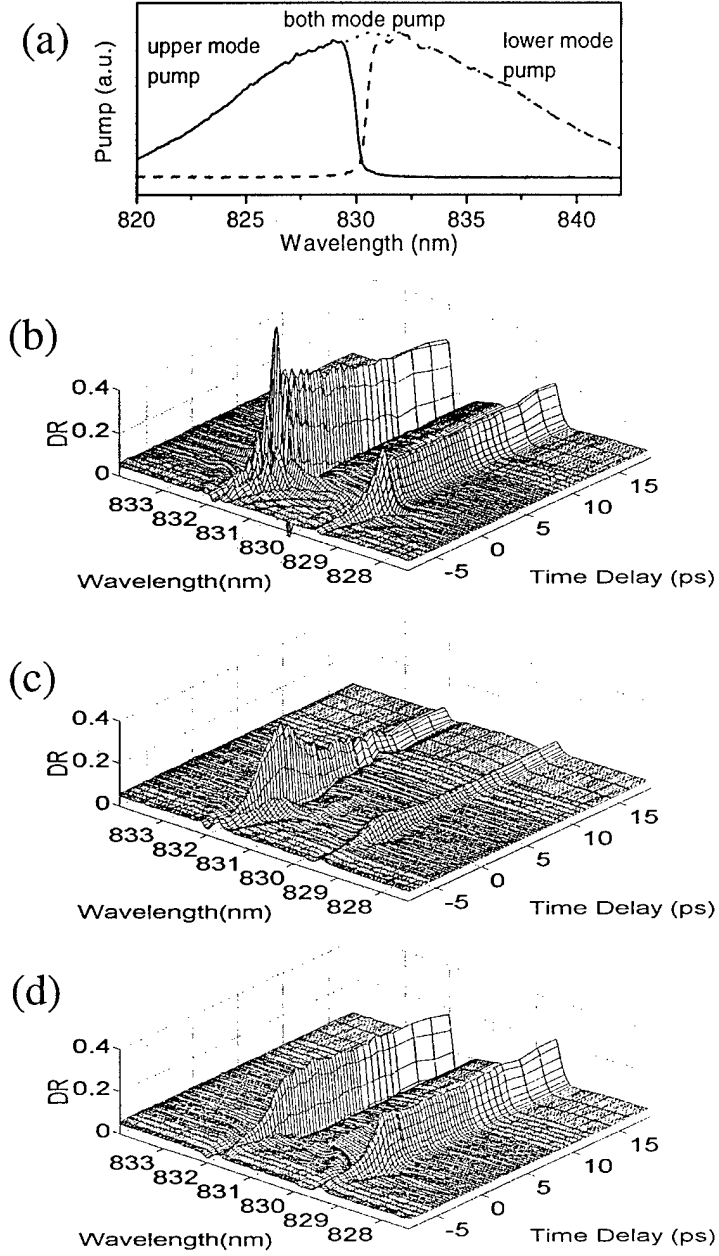 (a)
both mode pump
upper mode
pump
lower mode
pump
Pump (a.u.)
820 825 830 835 840
Wavelength (nm)
(b)
0.4
0.2
0
DR
833 832 831 830 829 828
Wavelength(nm)
-5 0 5 10 15
Time Delay (ps)
(c)
0.4
0.2
0
DR
833 832 831 830 829 828
Wavelength(nm)
-5 0 5 10 15
Time Delay (ps)
(d)
0.4
0.2
0
DR
833 832 831 830 829 828
Wavelength(nm)
-5 0 5 10 15
Time Delay (ps)